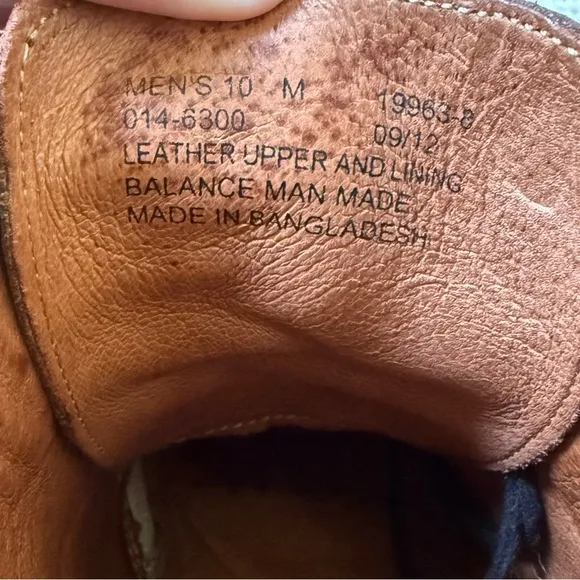 MEN'S 10 M 19963-8
014-6300 09/12
LEATHER UPPER AND LINING
BALANCE MAN MADE
MADE IN BANGLADESH